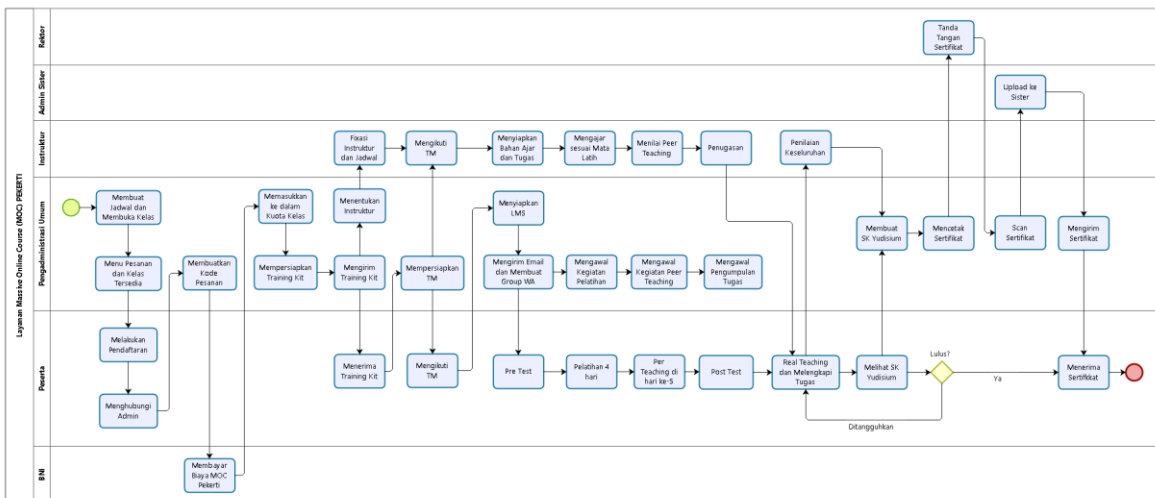 Layanan Massive Online Course (MOC) PEKERTI
Rektor
Tanda
Tangan
Sertifikat
Admin Sister
Upload ke
Sister
Instruktur
Fixasi
Instruktur
dan Jadwal
Mengikuti
TM
Menyiapkan
Bahan Ajar
dan Tugas
Mengajar
sesuai Mata
Latih
Menilai Peer
Teaching
Penugasan
Penilaian
Keseluruhan
Pengadministrasi Umum
Membuat
Jadwal dan
Membuka Kelas
Memasukkan
ke dalam
Kuota Kelas
Menentukan
Instruktur
Menyiapkan
LMS
Membuat
SK Yudisium
Mencetak
Sertifikat
Scan
Sertifikat
Mengirim
Sertifikat
Menu Pesanan
dan Kelas
Tersedia
Membuatkan
Kode
Pesanan
Mempersiapkan
Training Kit
Mengirim
Training Kit
Mempersiapkan
TM
Mengirim Email
dan Membuat
Group WA
Mengawal
Kegiatan
Pelatihan
Mengawal
Kegiatan Peer
Teaching
Mengawal
Pengumpulan
Tugas
Peserta
Melakukan
Pendaftaran
Menghubungi
Admin
Menerima
Training Kit
Mengikuti
TM
Pre Test
Pelatihan 4
hari
Per
Teaching di
hari ke-5
Post Test
Real Teaching
dan Melengkapi
Tugas
Melihat SK
Yudisium
Lulus?
Ya
Ditangguhkan
Menerima
Sertifikat
BNI
Membayar
Biaya MOC
Pekerti